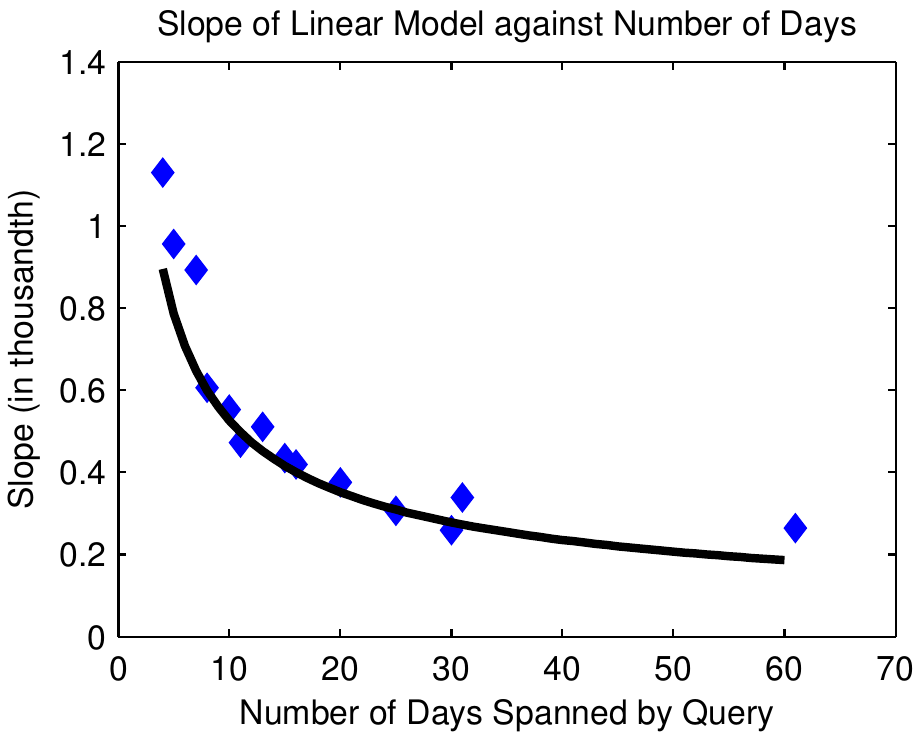 Slope of Linear Model against Number of Days
1.4
1.2
1
0.8
0.6
0.4
0.2
0
Slope (in thousandth)
0 10 20 30 40 50 60 70
Number of Days Spanned by Query